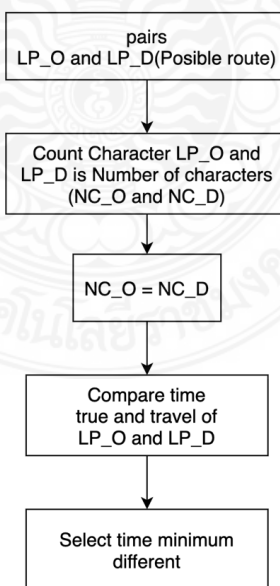 pairs
LP_O and LP_D(Posible route)
Count Character LP_O and
LP_D is Number of characters
(NC_O and NC_D)
NC_O = NC_D
Compare time
true and travel of
LP_O and LP_D
Select time minimum
different